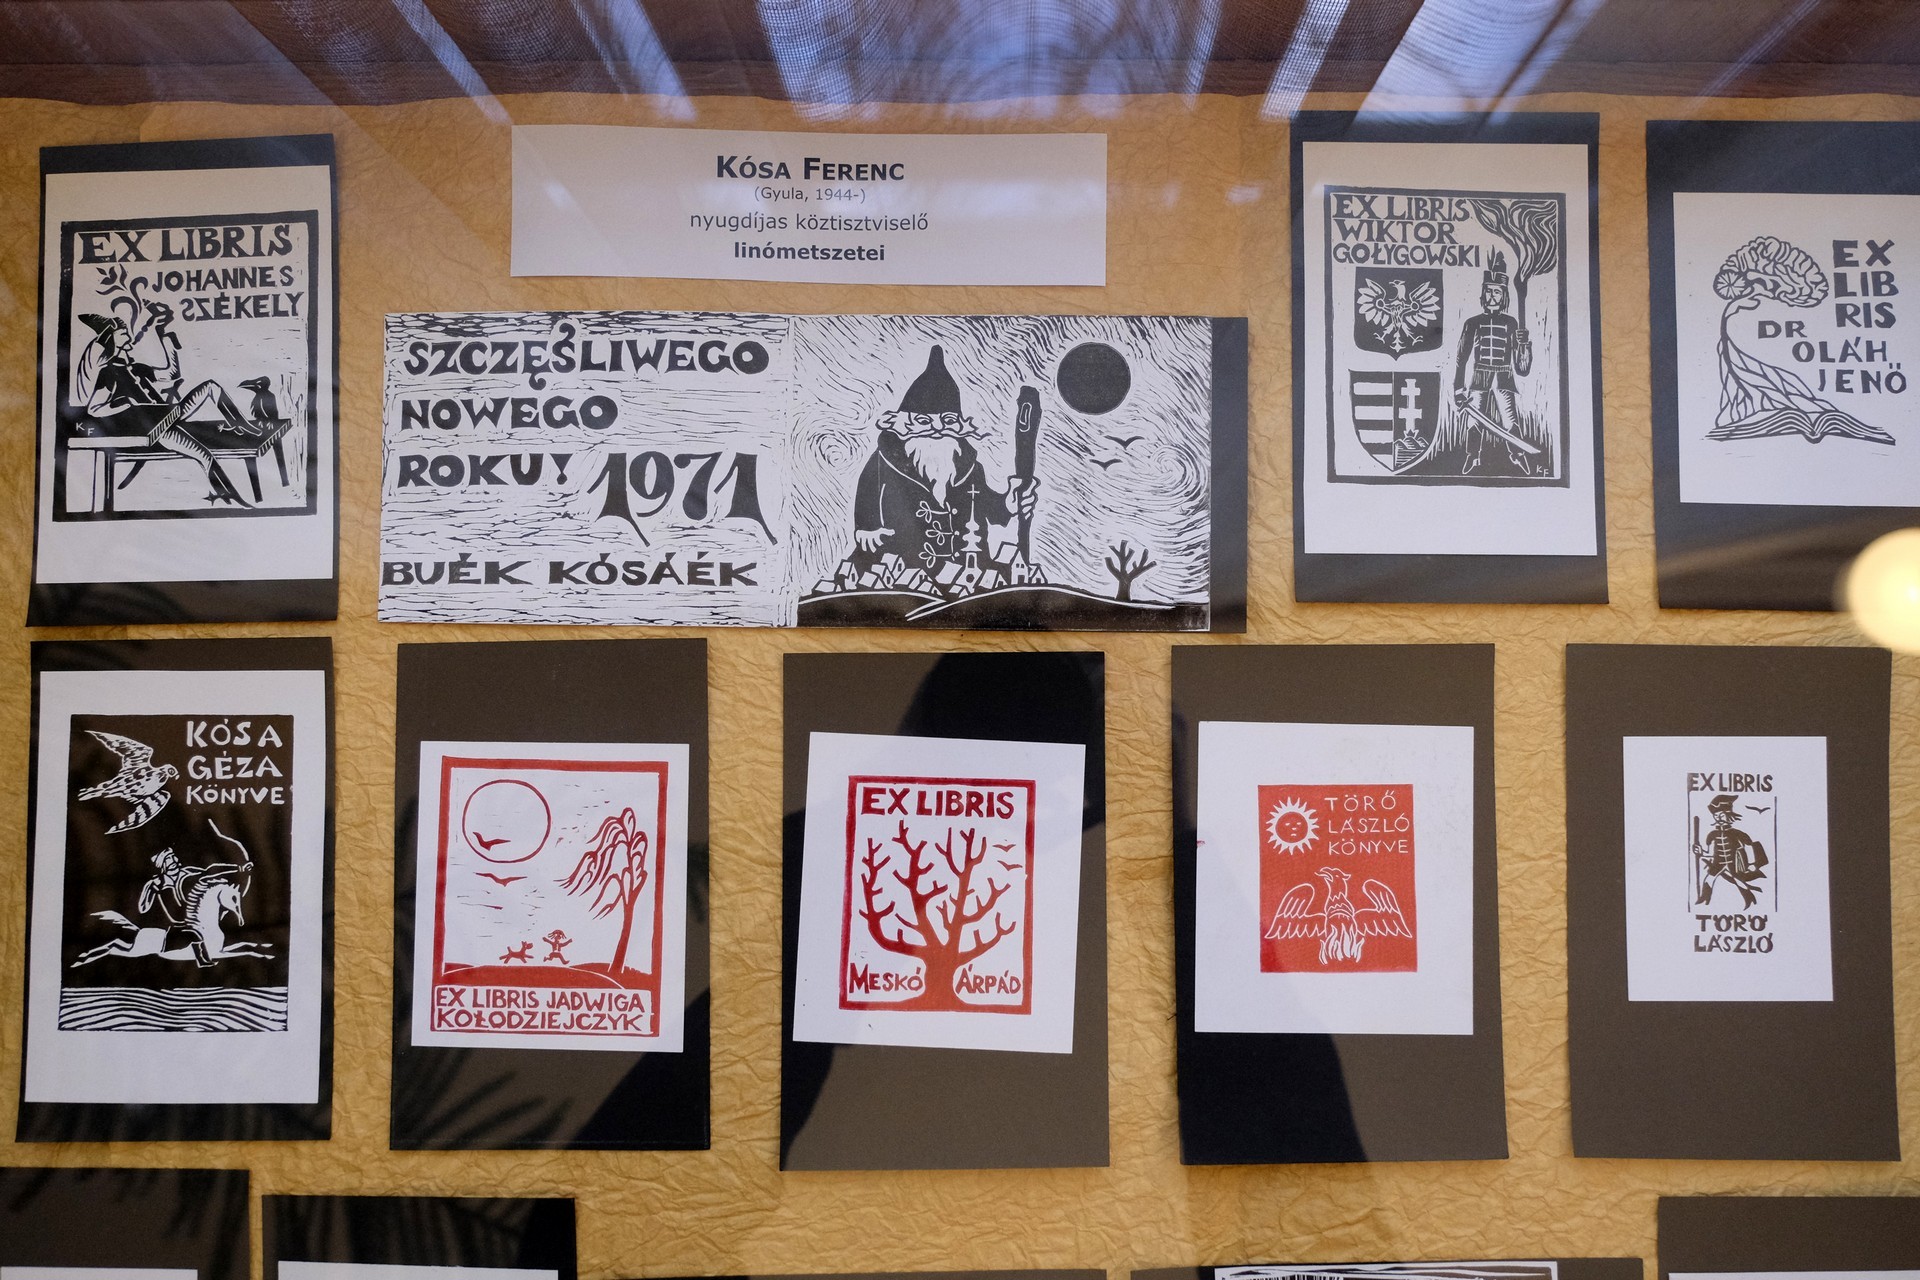 KÓSA FERENC
(Gyula, 1944-)
nyugdíjas köztisztviselő
linómetszetei
EX LIBRIS
JOHANNES
SZÉKELY
KF
SZCZĘŚLIWEGO
NOWEGO
ROKU! 1971
BUÉK KÓSÁÉK
EX LIBRIS
WIKTOR
GOŁYGOWSKI
KF
EX
LIB
RIS
DR
OLÁH
JENŐ
KÓSA
GÉZA
KÖNYVE
EX LIBRIS JADWIGA
KOŁODZIEJCZYK
EX LIBRIS
MESKÓ ÁRPÁD
TÖRŐ
LÁSZLÓ
KÖNYVE
EX LIBRIS
TÖRŐ
LÁSZLÓ